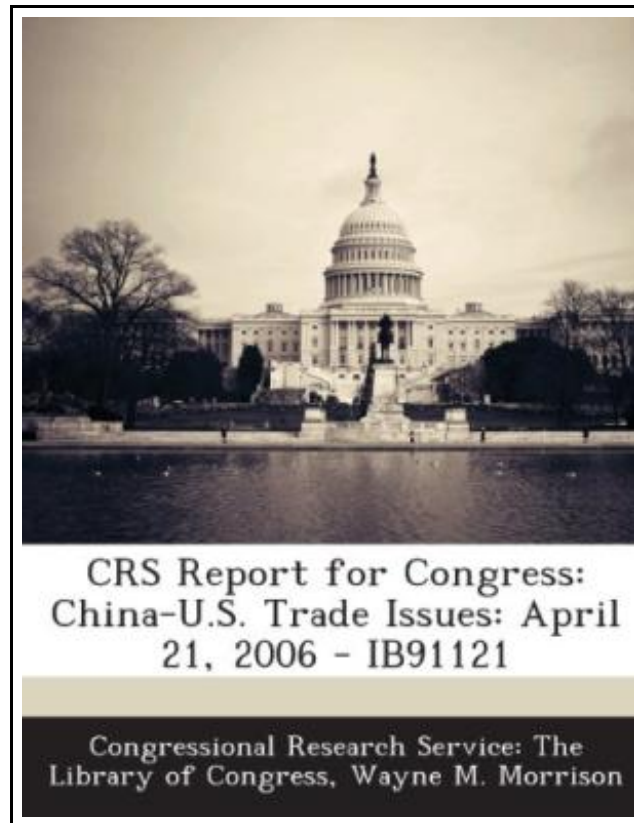 CRS Report for Congress:
China-U.S. Trade Issues: April
21, 2006 - IB91121
Congressional Research Service: The
Library of Congress, Wayne M. Morrison